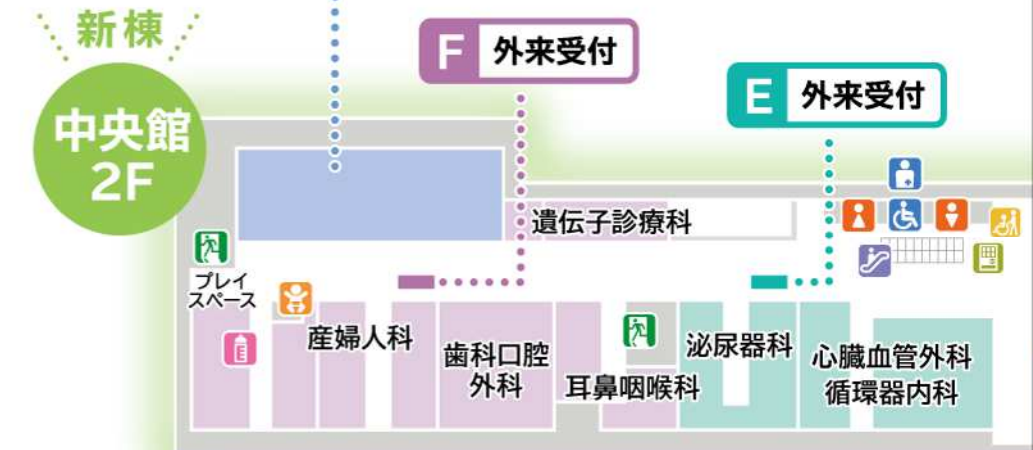 新棟
中央館
2F
F 外来受付
E 外来受付
遺伝子診療科
プレイ
スペース
産婦人科
歯科口腔
外科
耳鼻咽喉科
泌尿器科
心臓血管外科
循環器内科